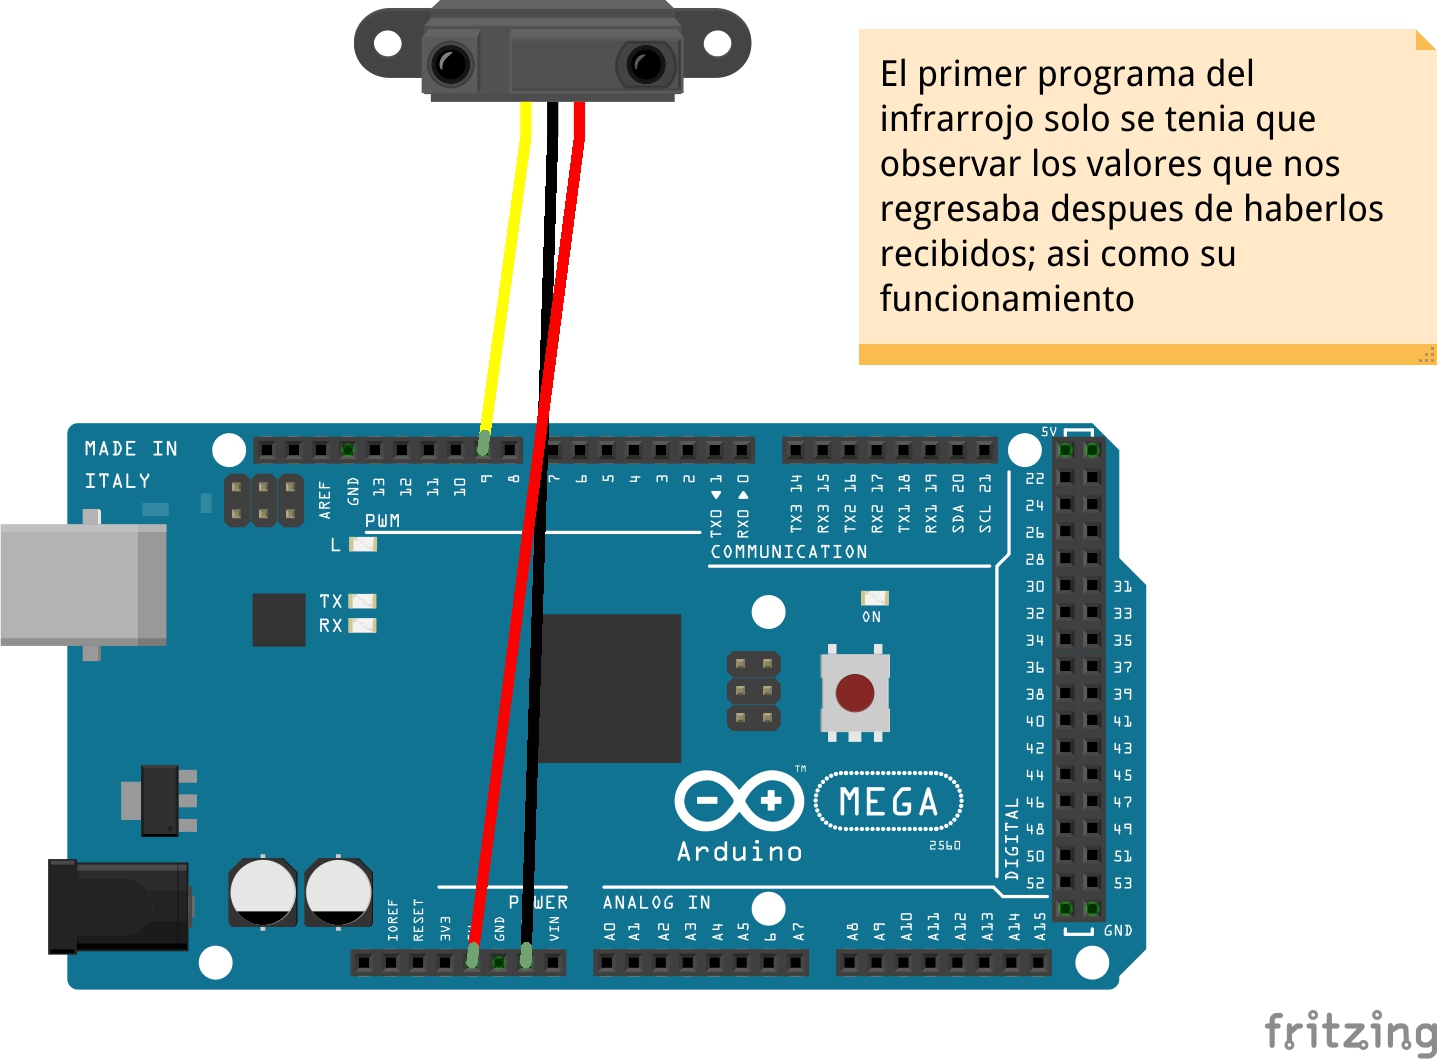 El primer programa del
infrarrojo solo se tenia que
observar los valores que nos
regresaba despues de haberlos
recibidos; asi como su
funcionamiento
MADE IN
ITALY
AREF
GND
13
12
11
10
9
8
7
6
5
4
3
2
TX0 1
RX0 0
TX3 14
RX3 15
TX2 16
RX2 17
TX1 18
RX1 19
SDA 20
SCL 21
PWM
COMMUNICATION
L
TX
RX
ON
5V
22
24
26
28
30 31
32 33
34 35
36 37
38 39
40 41
42 43
44 45
46 47
48 49
50 51
52 53
GND
DIGITAL
TM
MEGA
2560
Arduino
POWER
ANALOG IN
IOREF
RESET
3V3
GND
VIN
A0
A1
A2
A3
A4
A5
6
A7
A8
A9
A10
A11
A12
A13
A14
A15
fritzing